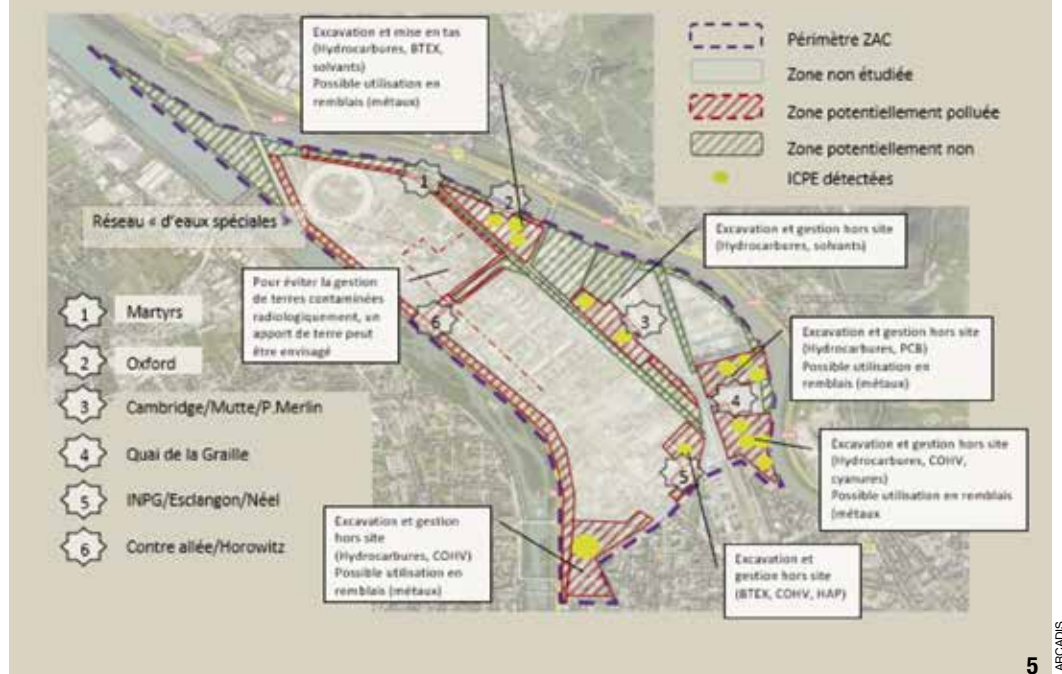 Excavation et mise en tas
(Hydrocarbures, BTEX,
solvants)
Possible utilisation en
remblais (métaux)
Périmètre ZAC
Zone non étudiée
Zone potentiellement polluée
Zone potentiellement non
ICPE détectées
1
2
Réseau « d'eaux spéciales »
Excavation et gestion hors site
(Hydrocarbures, solvants)
Pour éviter la gestion
de terres contaminées
radiologiquement, un
apport de terre peut
être envisagé
6
3
Excavation et gestion hors site
(Hydrocarbures, PCB)
Possible utilisation en
remblais (métaux)
4
Excavation et gestion hors site
(Hydrocarbures, COHV,
cyanures)
Possible utilisation en remblais
(métaux
5
1 Martyrs
2 Oxford
3 Cambridge/Mutte/P.Merlin
4 Quai de la Graille
5 INPG/Esclangon/Néel
6 Contre allée/Horowitz
Excavation et gestion
hors site
(Hydrocarbures, COHV)
Possible utilisation en
remblais (métaux)
Excavation et
gestion hors site
(BTEX, COHV, HAP)
5
ARCADIS